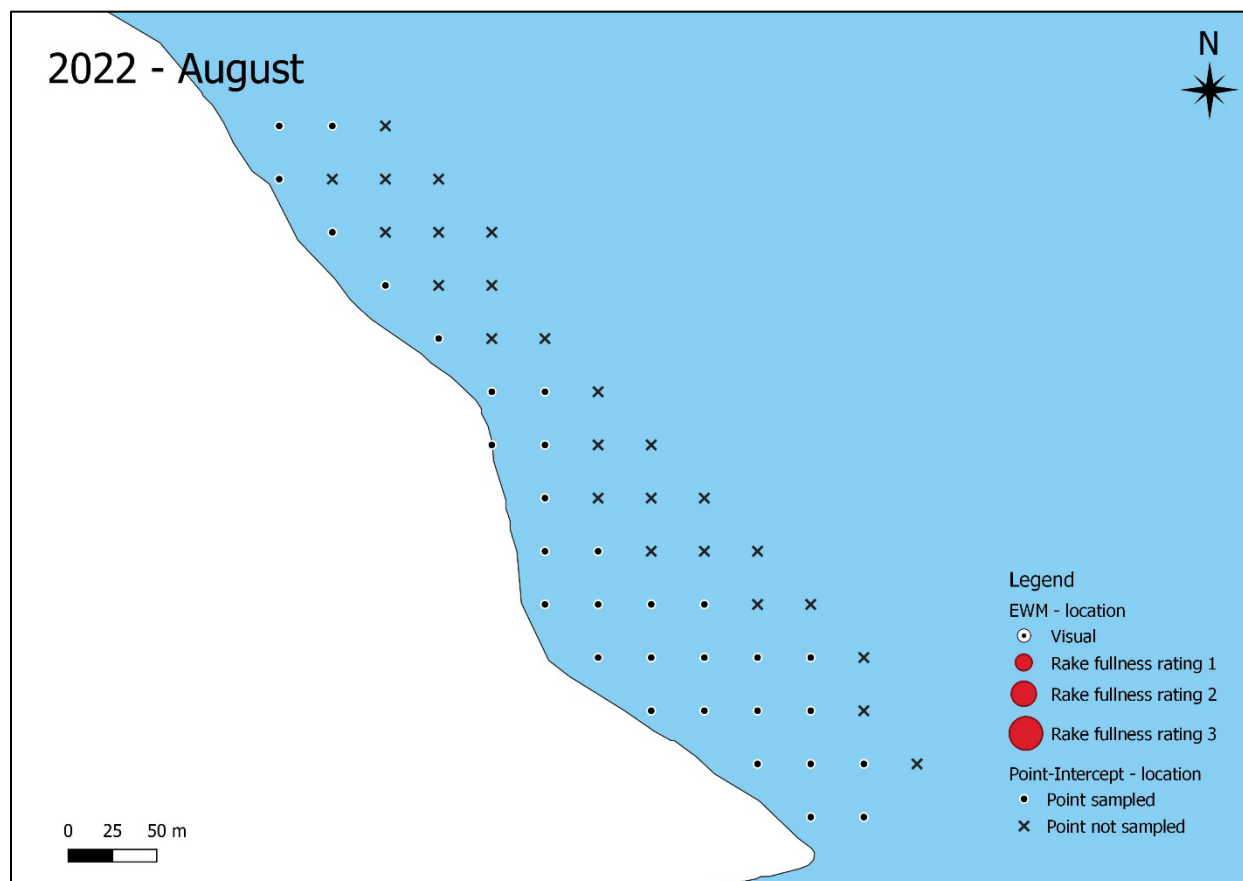 2022 - August
N
Legend
EWM - location
Visual
Rake fullness rating 1
Rake fullness rating 2
Rake fullness rating 3
Point-Intercept - location
Point sampled
Point not sampled
0 25 50 m